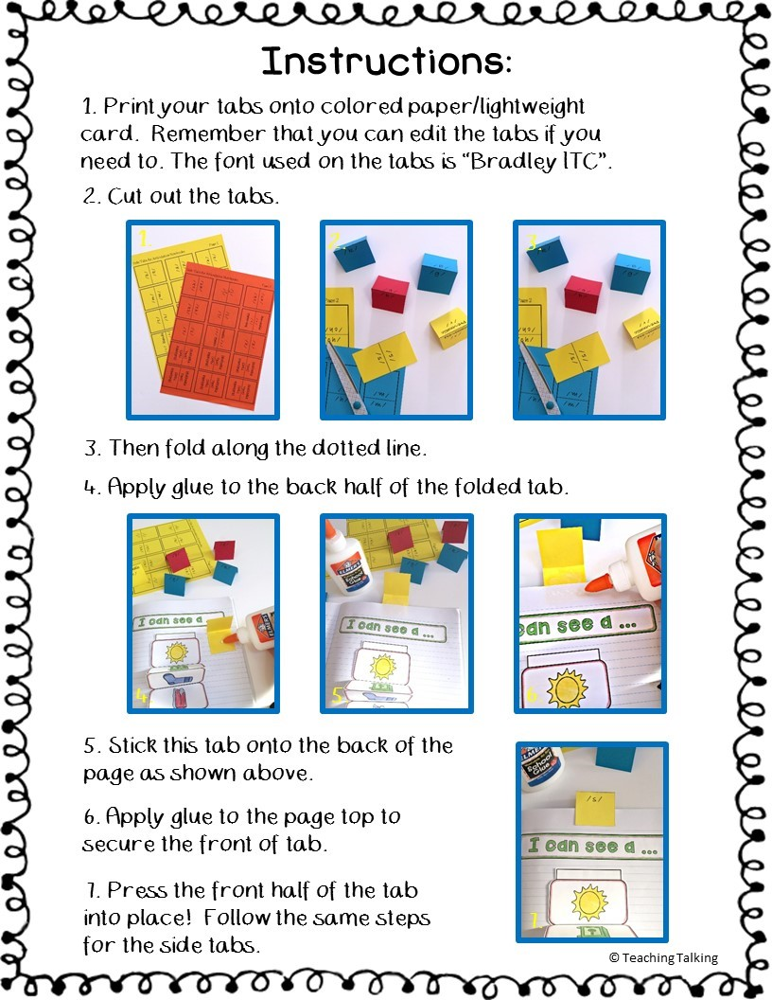 Instructions:
1. Print your tabs onto colored paper/lightweight
card. Remember that you can edit the tabs if you
need to. The font used on the tabs is “Bradley ITC”.
2. Cut out the tabs.
1.
2.
3.
3. Then fold along the dotted line.
4. Apply glue to the back half of the folded tab.
I can see a ...
4
ELMER'S
School Glue
I can see a ...
5
can see a ...
6
5. Stick this tab onto the back of the
page as shown above.
6. Apply glue to the page top to
secure the front of tab.
7. Press the front half of the tab
into place! Follow the same steps
for the side tabs.
School Glue
/s/
I can see a ...
7
© Teaching Talking